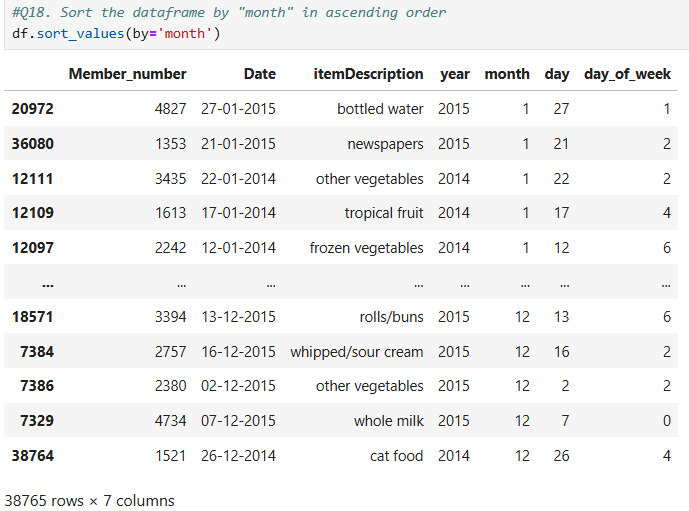 #Q18. Sort the dataframe by "month" in ascending order
df.sort_values(by='month')
Member_number Date itemDescription year month day day_of_week
20972 4827 27-01-2015 bottled water 2015 1 27 1
36080 1353 21-01-2015 newspapers 2015 1 21 2
12111 3435 22-01-2014 other vegetables 2014 1 22 2
12109 1613 17-01-2014 tropical fruit 2014 1 17 4
12097 2242 12-01-2014 frozen vegetables 2014 1 12 6
... ... ... ... ... ... ... ...
18571 3394 13-12-2015 rolls/buns 2015 12 13 6
7384 2757 16-12-2015 whipped/sour cream 2015 12 16 2
7386 2380 02-12-2015 other vegetables 2015 12 2 2
7329 4734 07-12-2015 whole milk 2015 12 7 0
38764 1521 26-12-2014 cat food 2014 12 26 4
38765 rows × 7 columns